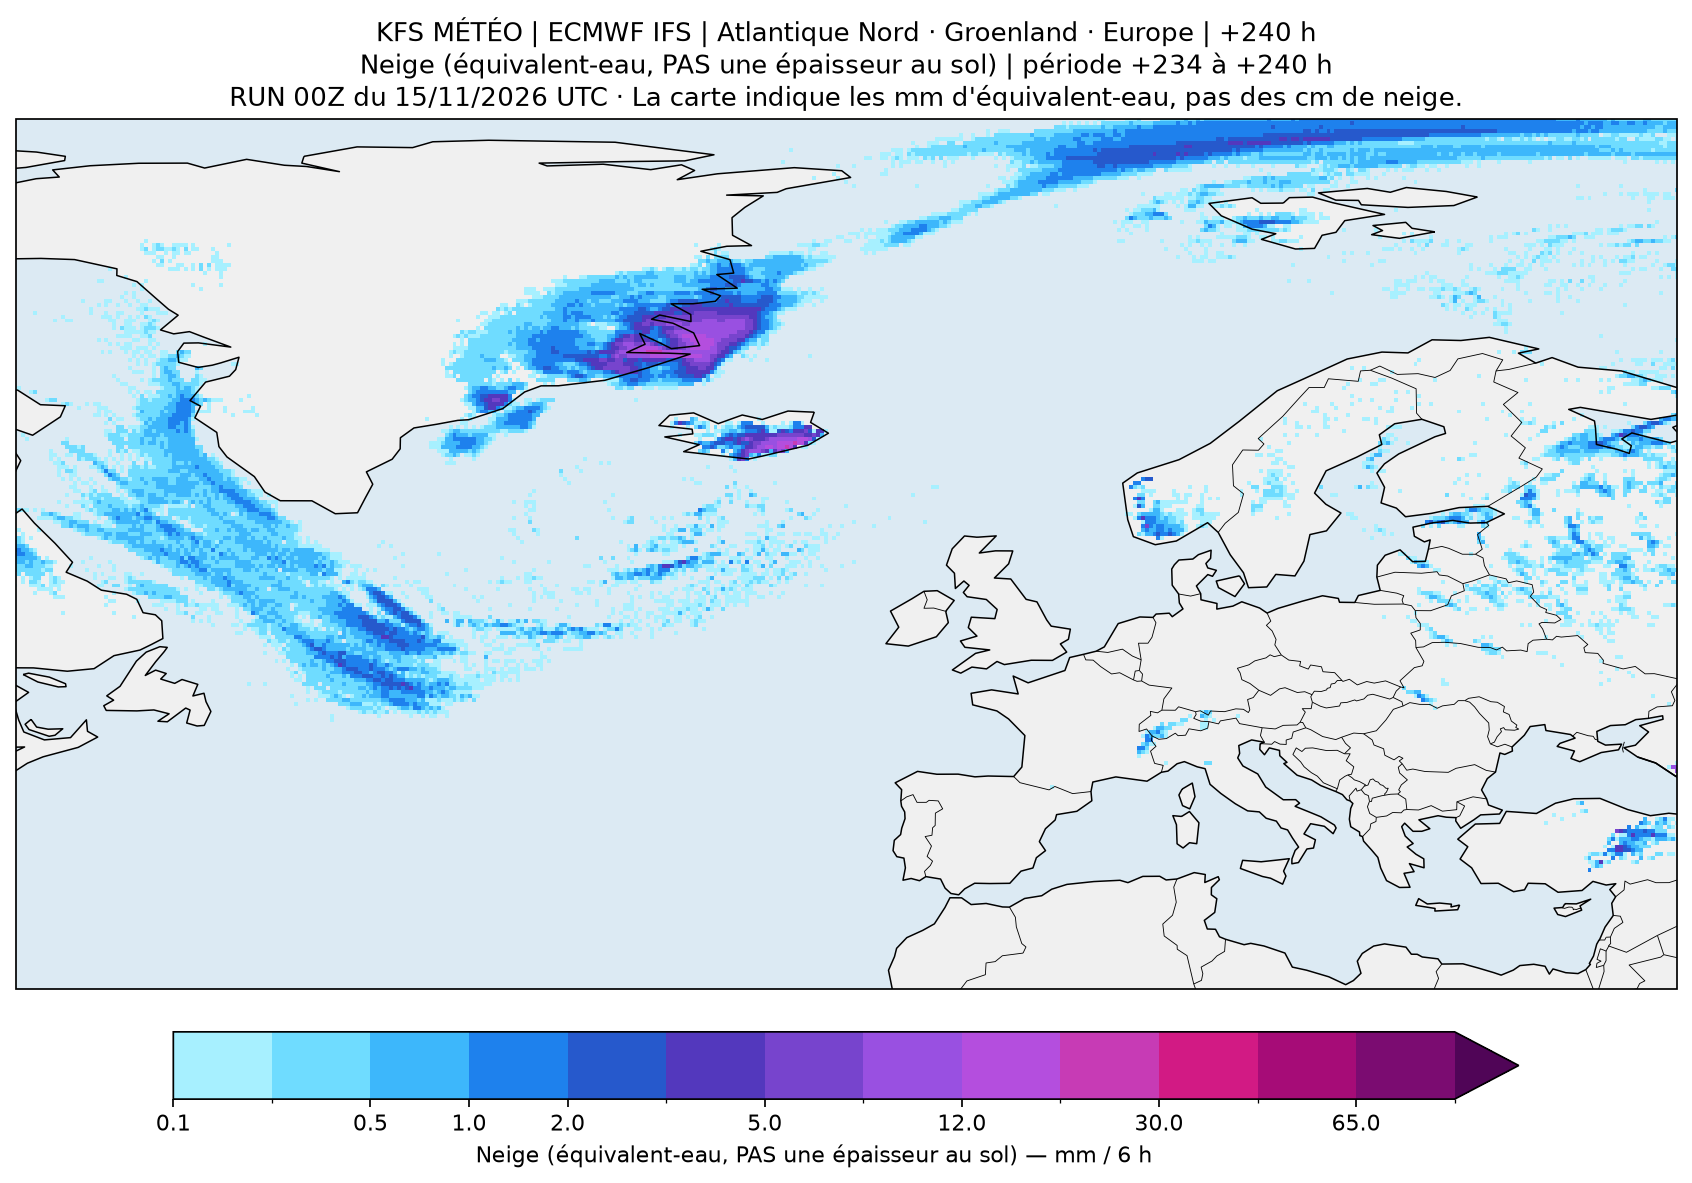 KFS MÉTÉO | ECMWF IFS | Atlantique Nord · Groenland · Europe | +240 h
Neige (équivalent-eau, PAS une épaisseur au sol) | période +234 à +240 h
RUN 00Z du 15/11/2026 UTC · La carte indique les mm d'équivalent-eau, pas des cm de neige.
0.1 0.5 1.0 2.0 5.0 12.0 30.0 65.0
Neige (équivalent-eau, PAS une épaisseur au sol) — mm / 6 h